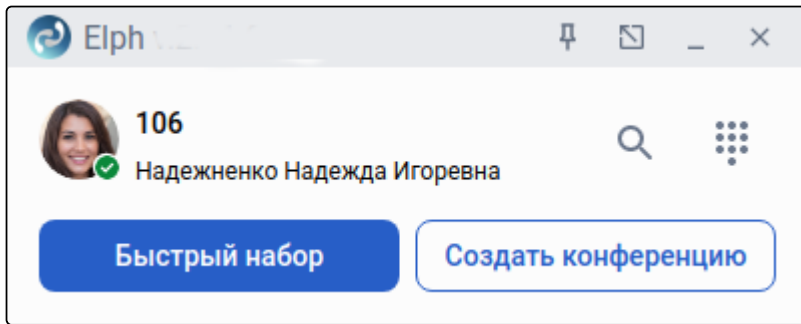 Elph
106
Надежненко Надежда Игоревна
Быстрый набор
Создать конференцию